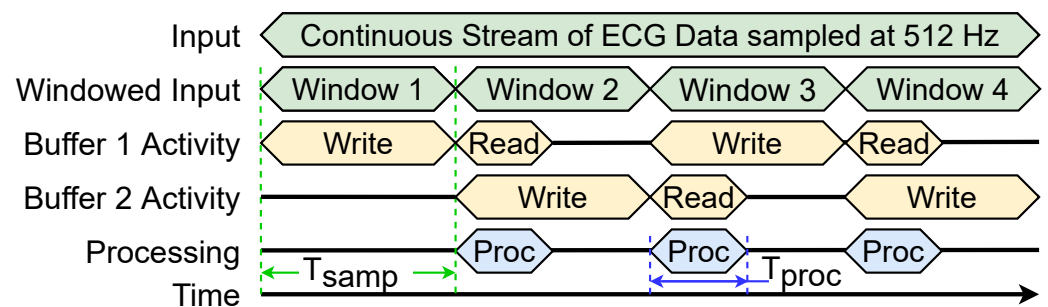 Input Continuous Stream of ECG Data sampled at 512 Hz
Windowed Input Window 1 Window 2 Window 3 Window 4
Buffer 1 Activity Write Read Write Read
Buffer 2 Activity Write Read Write
Processing Proc Proc Proc
Tsamp Tproc
Time